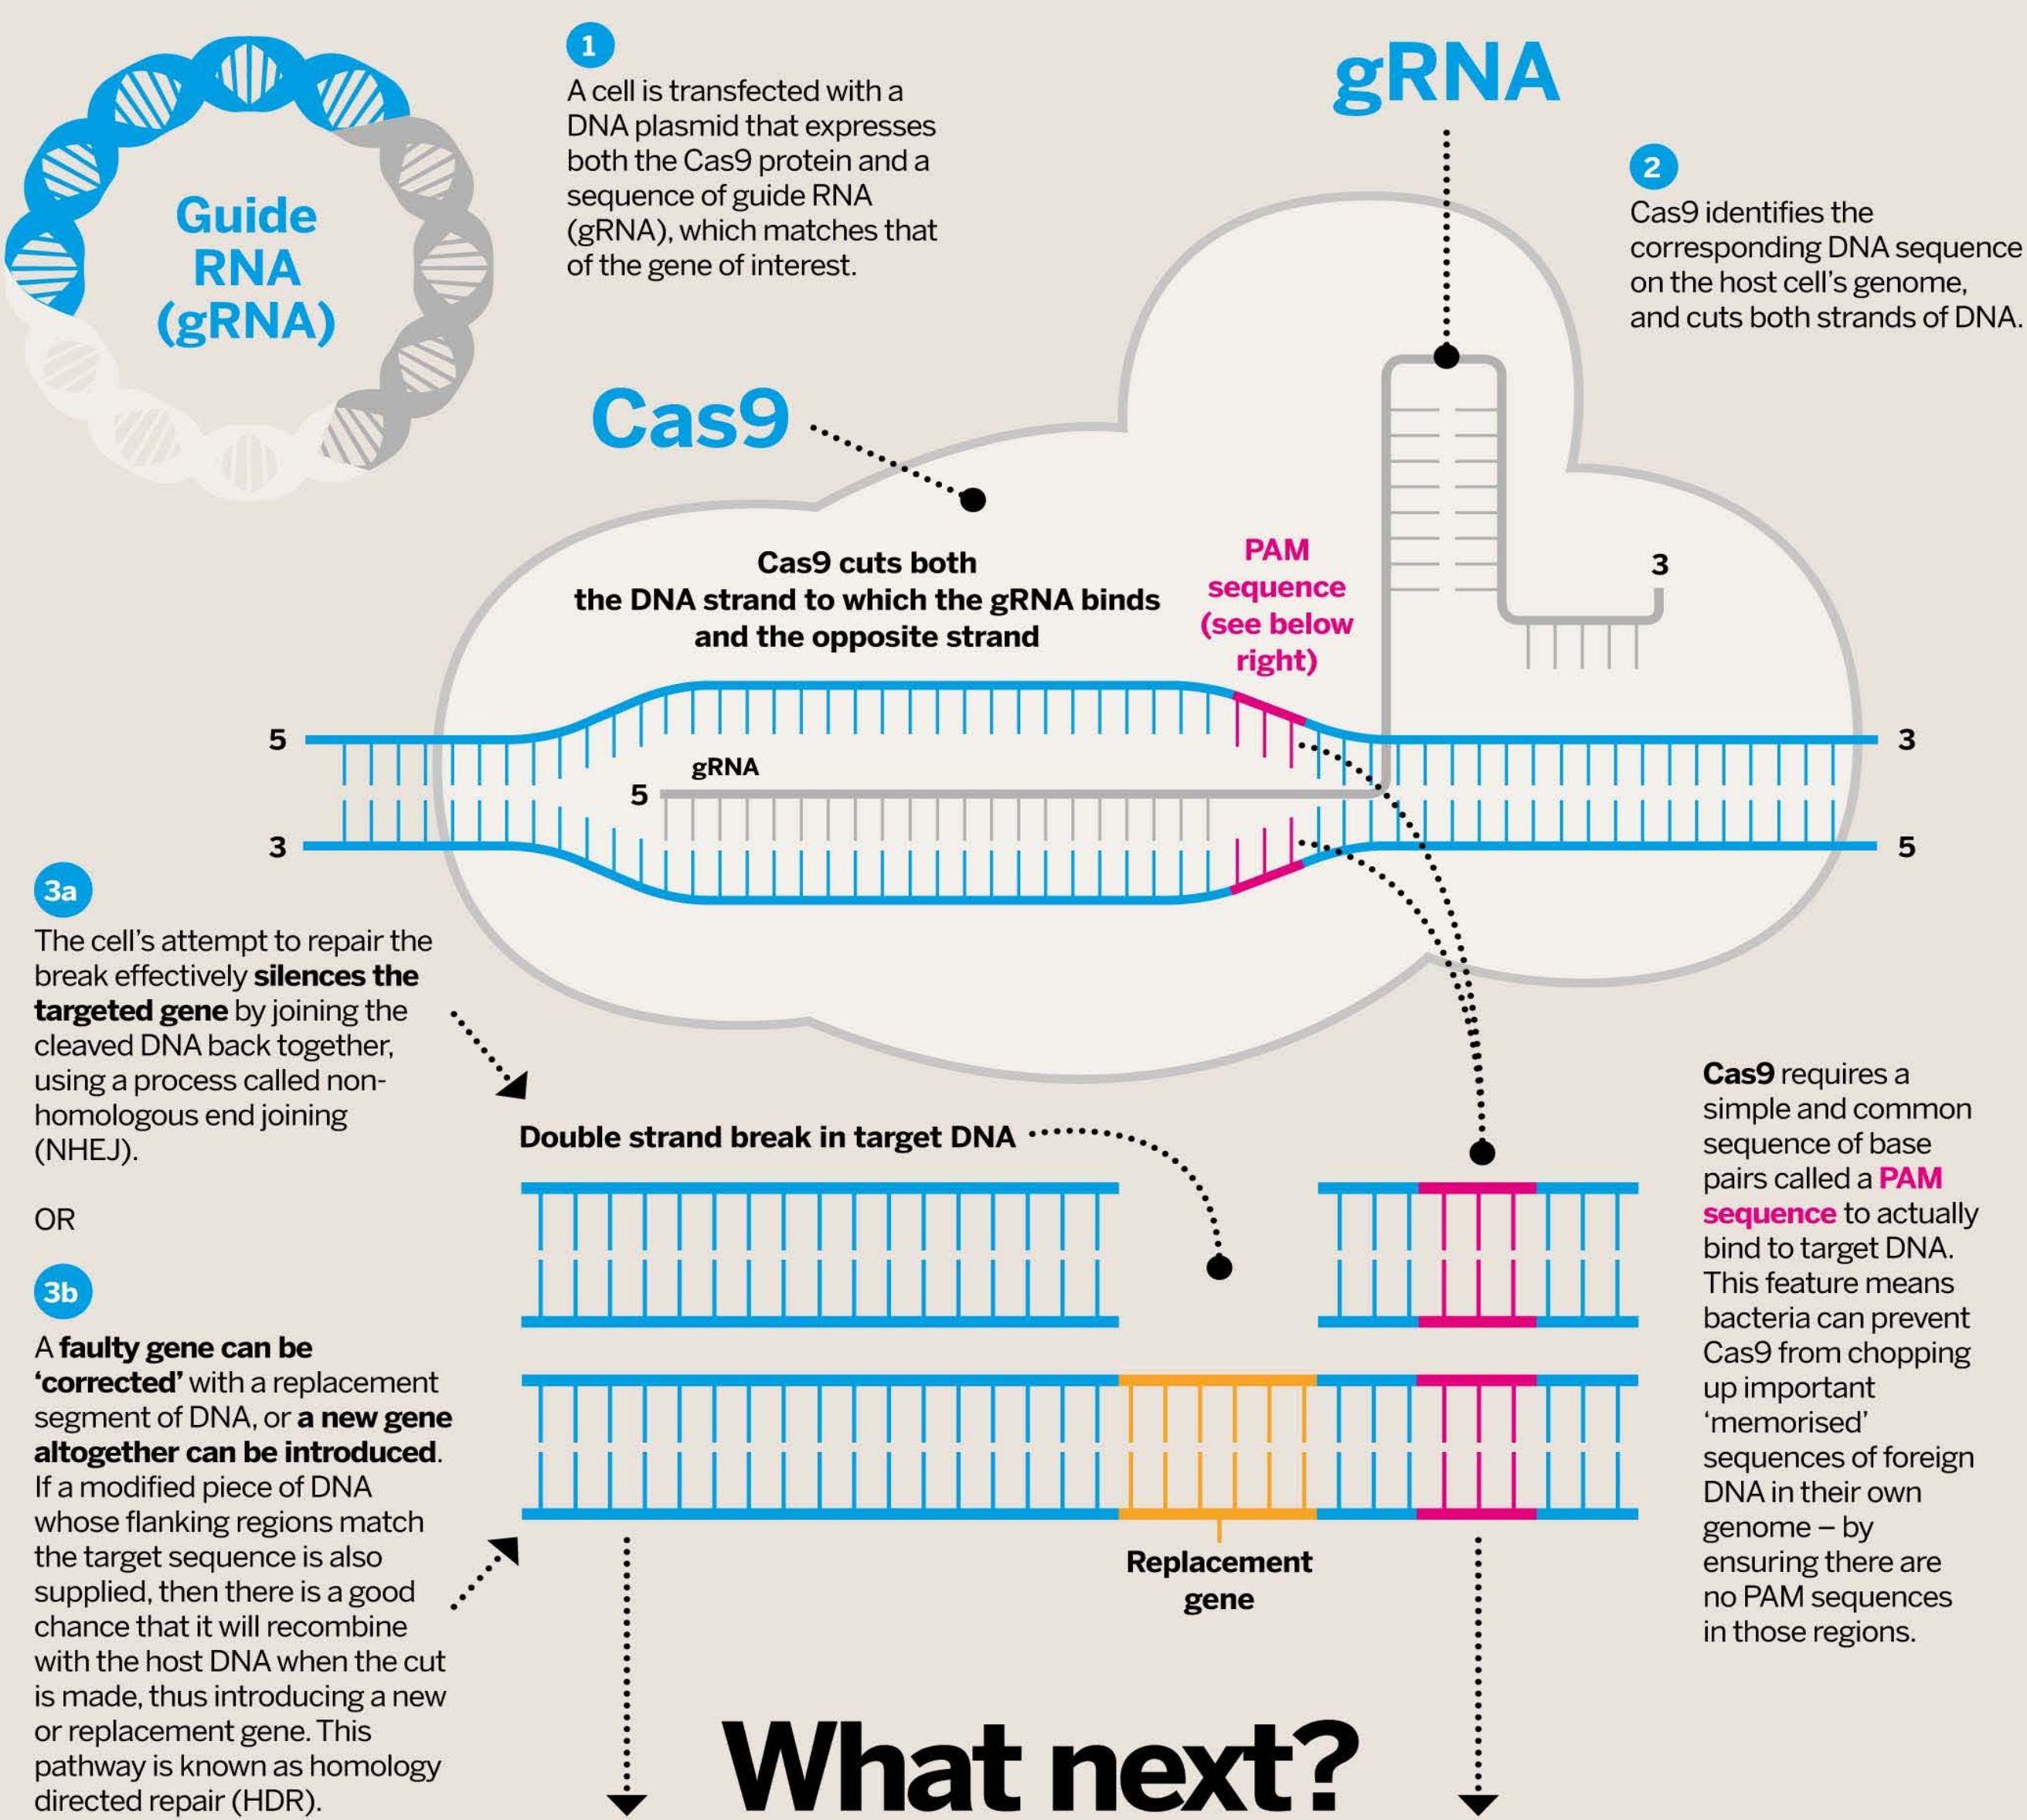 Guide
RNA
(gRNA)
1
A cell is transfected with a
DNA plasmid that expresses
both the Cas9 protein and a
sequence of guide RNA
(gRNA), which matches that
of the gene of interest.
gRNA
2
Cas9 identifies the
corresponding DNA sequence
on the host cell's genome,
and cuts both strands of DNA.
Cas9
Cas9 cuts both
the DNA strand to which the gRNA binds
and the opposite strand
PAM
sequence
(see below
right)
3
5
3
gRNA
5
3
5
3a
The cell's attempt to repair the
break effectively silences the
targeted gene by joining the
cleaved DNA back together,
using a process called non-
homologous end joining
(NHEJ).
OR
3b
A faulty gene can be
‘corrected’ with a replacement
segment of DNA, or a new gene
altogether can be introduced.
If a modified piece of DNA
whose flanking regions match
the target sequence is also
supplied, then there is a good
chance that it will recombine
with the host DNA when the cut
is made, thus introducing a new
or replacement gene. This
pathway is known as homology
directed repair (HDR).
Double strand break in target DNA
Replacement
gene
Cas9 requires a
simple and common
sequence of base
pairs called a PAM
sequence to actually
bind to target DNA.
This feature means
bacteria can prevent
Cas9 from chopping
up important
‘memorised’
sequences of foreign
DNA in their own
genome – by
ensuring there are
no PAM sequences
in those regions.
What next?